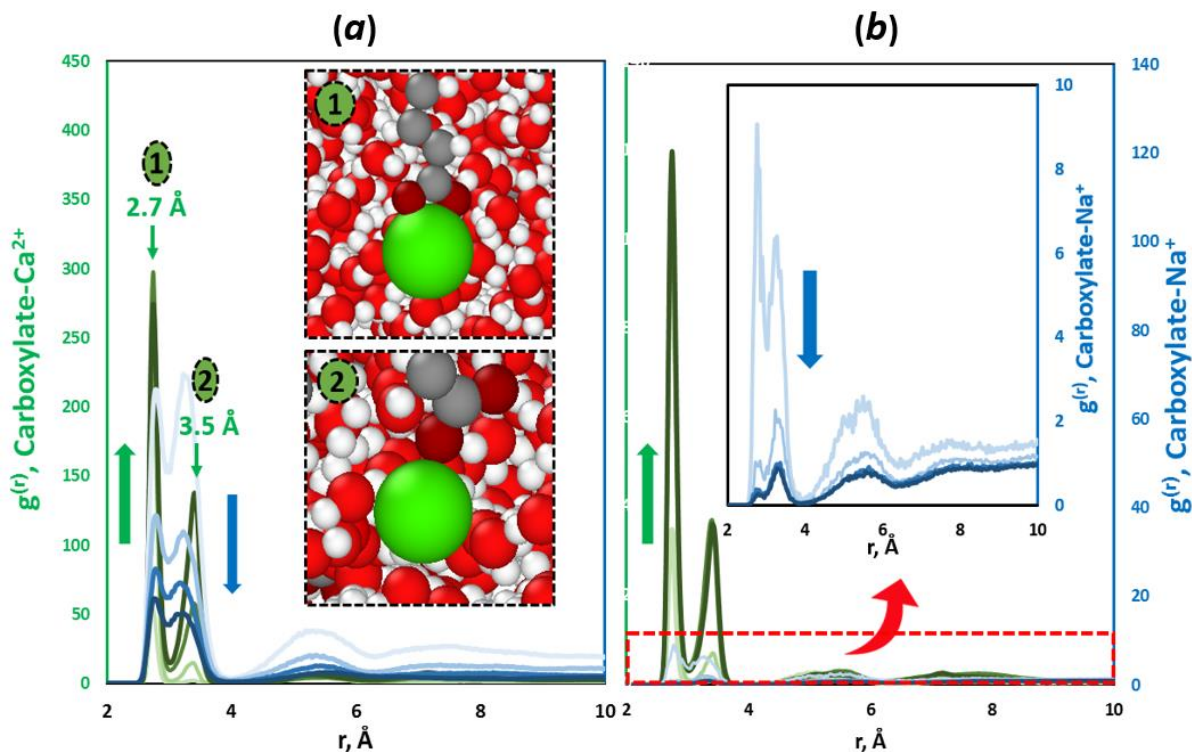 (a)
(b)
g(r), Carboxylate-Ca2+
450
400
350
300
250
200
150
100
50
0
1
2.7 Å
2
3.5 Å
1
2
2 4 6 8 10
r, Å
140
120
100
80
60
40
20
0
g(r), Carboxylate-Na+
10
8
6
4
2
0
g(r), Carboxylate-Na+
2 4 6 8 10
r, Å
2 4 6 8 10
r, Å